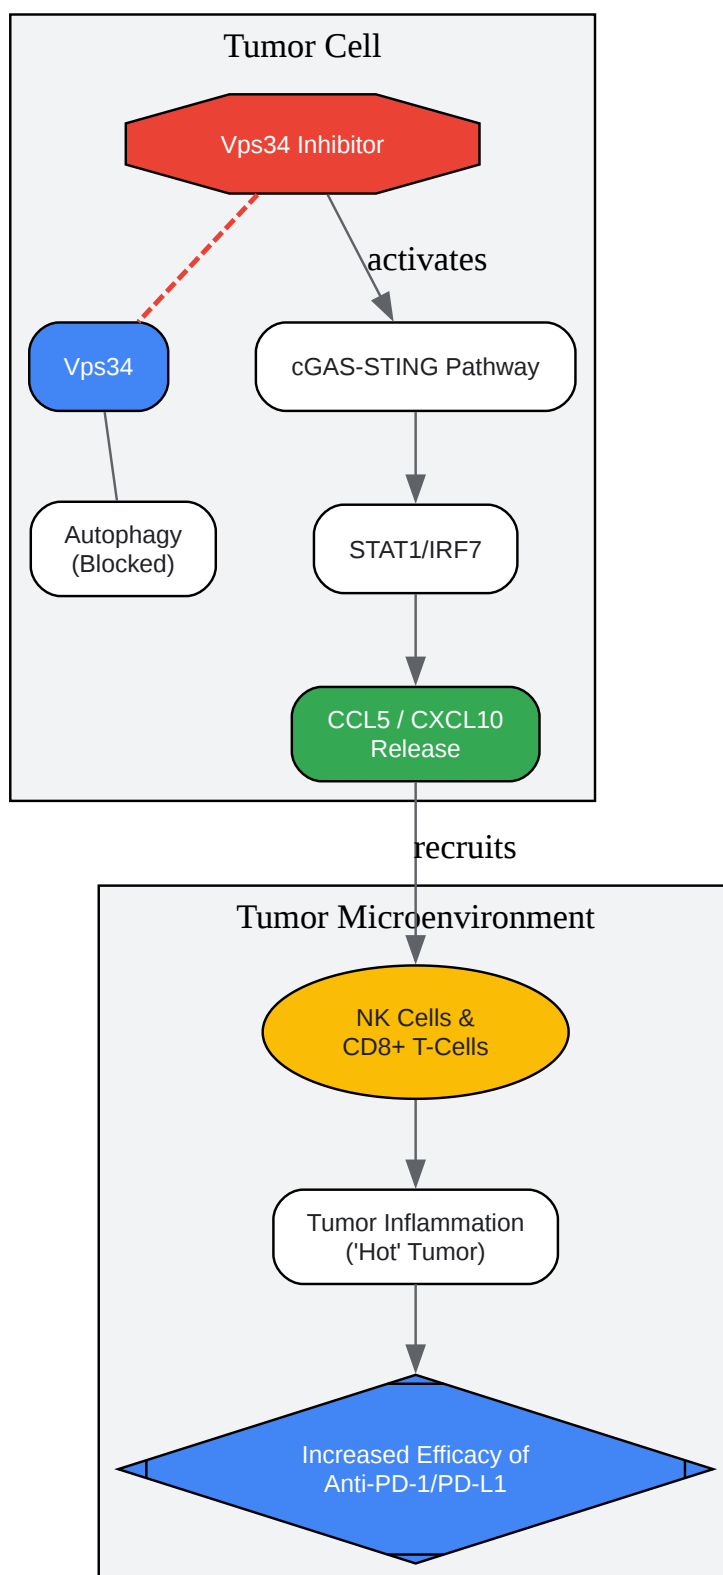 Tumor Cell
Vps34 Inhibitor
activates
Vps34
cGAS-STING Pathway
Autophagy
(Blocked)
STAT1/IRF7
CCL5 / CXCL10
Release
recruits
Tumor Microenvironment
NK Cells &
CD8+ T-Cells
Tumor Inflammation
('Hot' Tumor)
Increased Efficacy of
Anti-PD-1/PD-L1